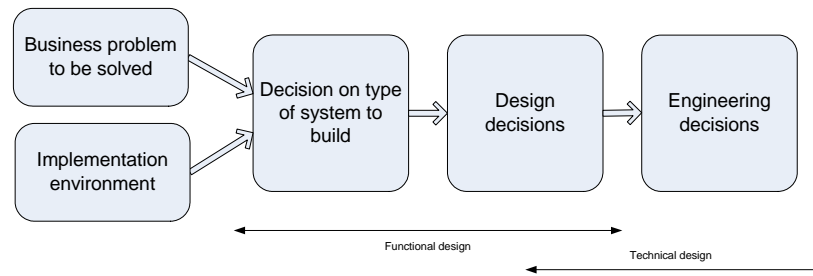 Business problem
to be solved
Implementation
environment
Decision on type
of system to
build
Design
decisions
Engineering
decisions
Functional design
Technical design